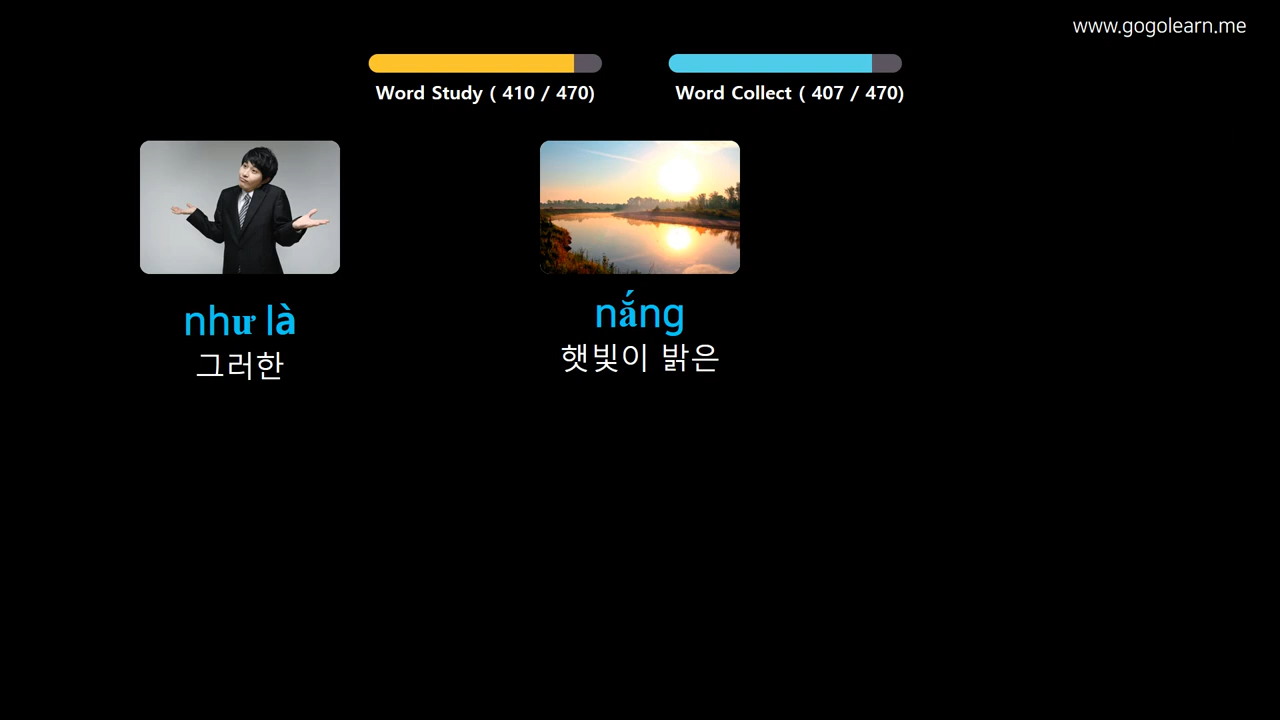 www.gogolearn.me
Word Study ( 410 / 470)
Word Collect ( 407 / 470)
như là
그러한
nắng
햇빛이 밝은